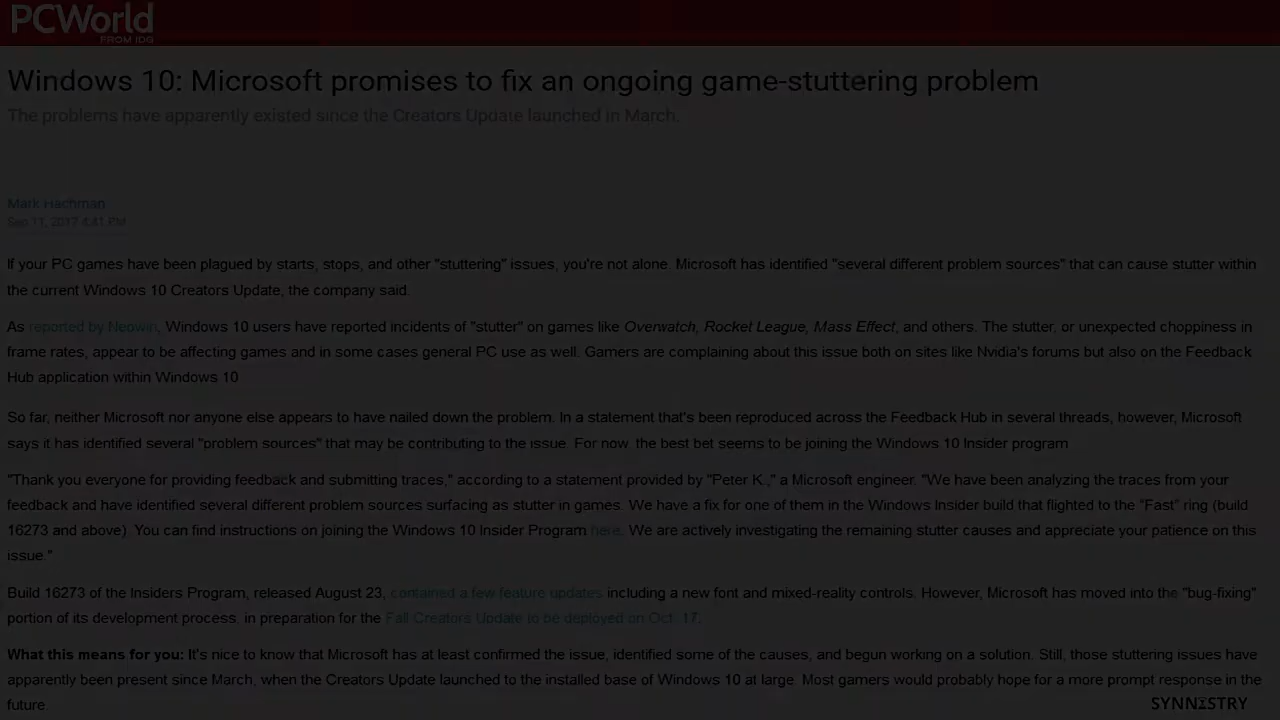 PCWorld
FROM IDG
Windows 10: Microsoft promises to fix an ongoing game-stuttering problem
The problems have apparently existed since the Creators Update launched in March.
Mark Hachman
Sep 11, 2017 4:41 PM
If your PC games have been plagued by starts, stops, and other "stuttering" issues, you're not alone. Microsoft has identified "several different problem sources" that can cause stutter within
the current Windows 10 Creators Update, the company said.
As reported by Neowin, Windows 10 users have reported incidents of "stutter" on games like Overwatch, Rocket League, Mass Effect, and others. The stutter, or unexpected choppiness in
frame rates, appear to be affecting games and in some cases general PC use as well. Gamers are complaining about this issue both on sites like Nvidia's forums but also on the Feedback
Hub application within Windows 10
So far, neither Microsoft nor anyone else appears to have nailed down the problem. In a statement that's been reproduced across the Feedback Hub in several threads, however, Microsoft
says it has identified several "problem sources" that may be contributing to the issue. For now, the best bet seems to be joining the Windows 10 Insider program
"Thank you everyone for providing feedback and submitting traces," according to a statement provided by "Peter K.," a Microsoft engineer. "We have been analyzing the traces from your
feedback and have identified several different problem sources surfacing as stutter in games. We have a fix for one of them in the Windows Insider build that flighted to the "Fast" ring (build
16273 and above). You can find instructions on joining the Windows 10 Insider Program here. We are actively investigating the remaining stutter causes and appreciate your patience on this
issue."
Build 16273 of the Insiders Program, released August 23, contained a few feature updates including a new font and mixed-reality controls. However, Microsoft has moved into the "bug-fixing"
portion of its development process, in preparation for the Fall Creators Update to be deployed on Oct. 17.
What this means for you: It's nice to know that Microsoft has at least confirmed the issue, identified some of the causes, and begun working on a solution. Still, those stuttering issues have
apparently been present since March, when the Creators Update launched to the installed base of Windows 10 at large. Most gamers would probably hope for a more prompt response in the
future.
SYNNΣSTRY